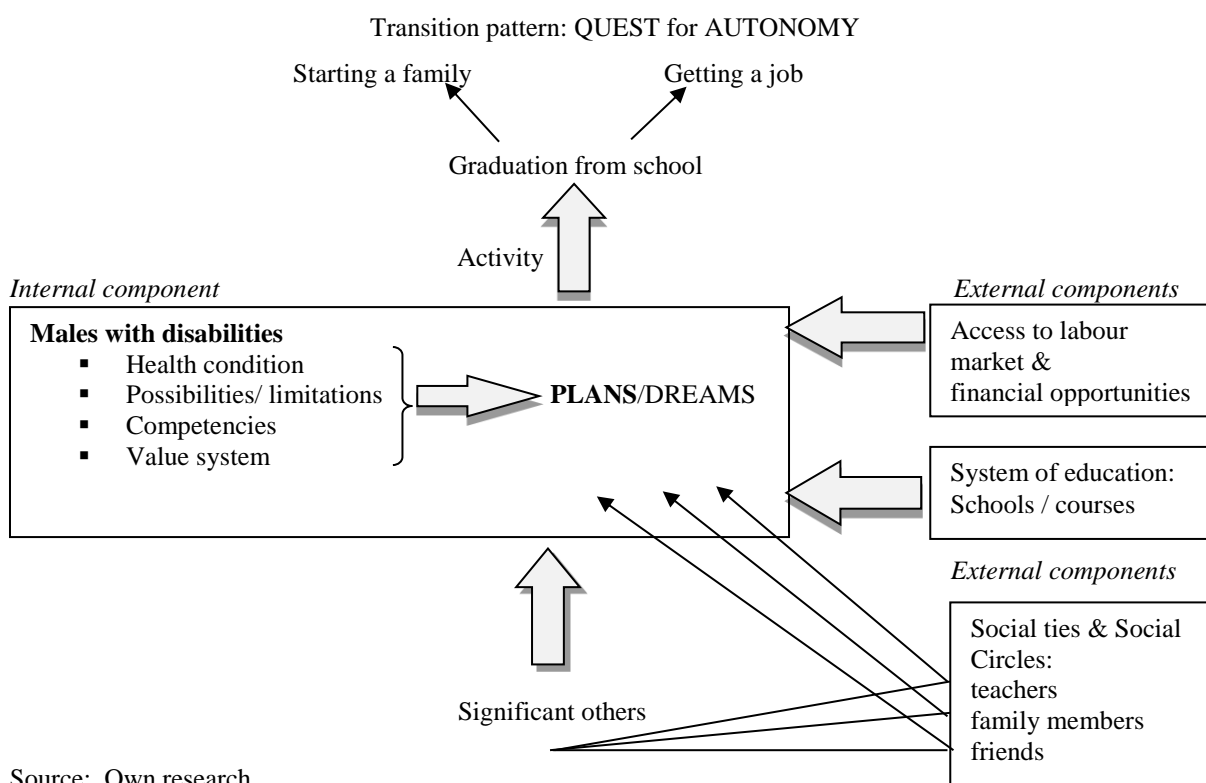 Transition pattern: QUEST for AUTONOMY
Starting a family
Getting a job
Graduation from school
Activity
Internal component
External components
Males with disabilities
▪ Health condition
▪ Possibilities/ limitations
▪ Competencies
▪ Value system
PLANS/DREAMS
Access to labour
market &
financial opportunities
System of education:
Schools / courses
External components
Social ties & Social
Circles:
teachers
family members
friends
Significant others
Source: Own research